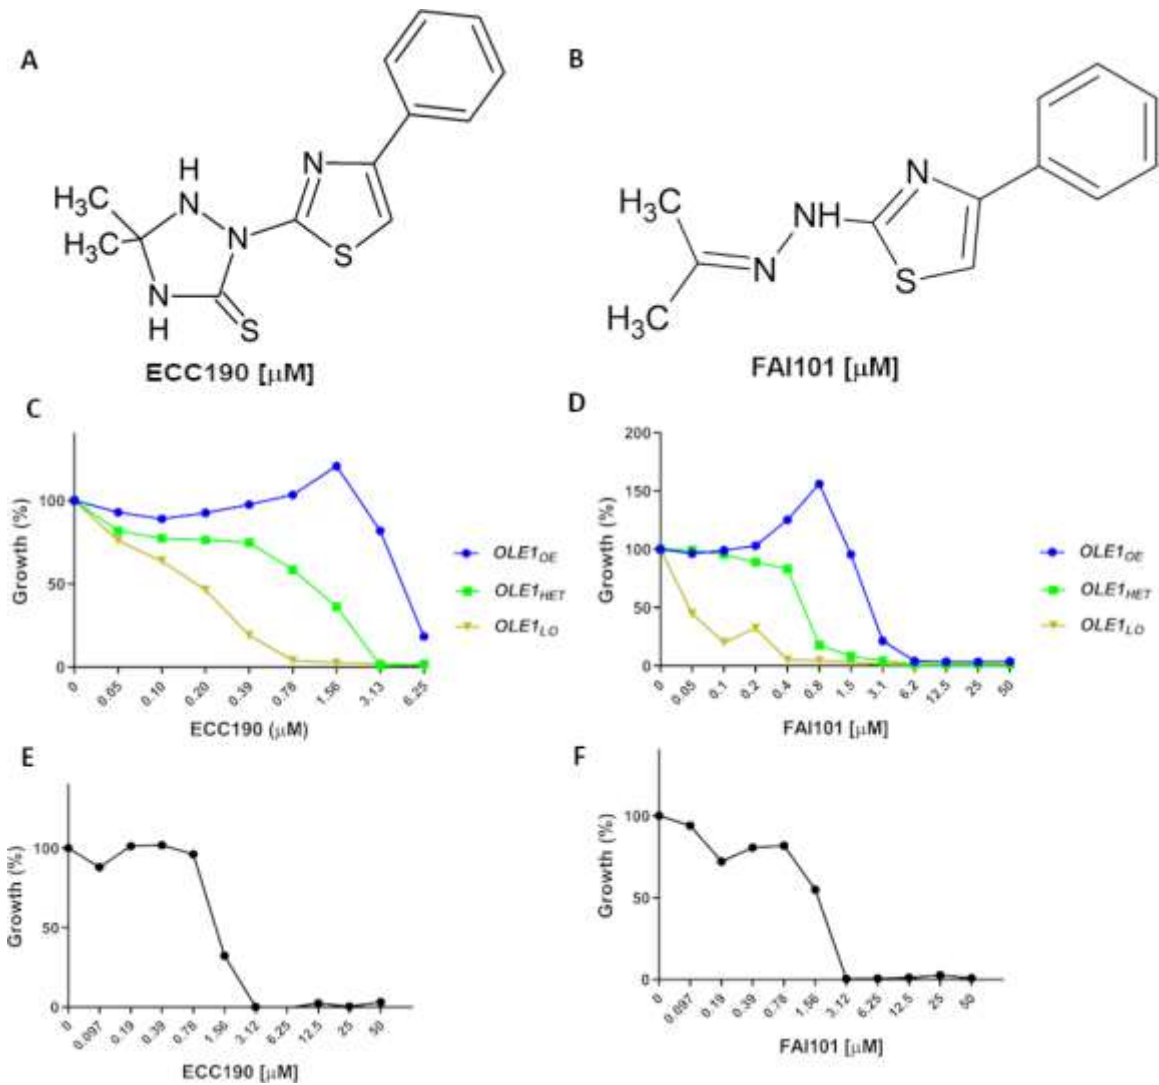 A
B
H
N
N
H₃C
H₃C
N
N
H
S
S
ECC190 [µM]
H₃C
H₃C
N
NH
N
S
FAI101 [µM]
C
D
Growth (%)
100
50
0
0
0.05
0.10
0.20
0.39
0.78
1.56
3.13
6.25
ECC190 (µM)
OLE1OE
OLE1HET
OLE1LO
Growth (%)
200
150
100
50
0
0
0.05
0.1
0.2
0.4
0.8
1.5
3.1
6.2
12.5
25
50
FAI101 [µM]
OLE1OE
OLE1HET
OLE1LO
E
F
Growth (%)
100
50
0
0
0.097
0.19
0.39
0.78
1.56
3.12
6.25
12.5
25
50
ECC190 [µM]
Growth (%)
100
50
0
0
0.097
0.19
0.39
0.78
1.56
3.12
6.25
12.5
25
50
FAI101 [µM]